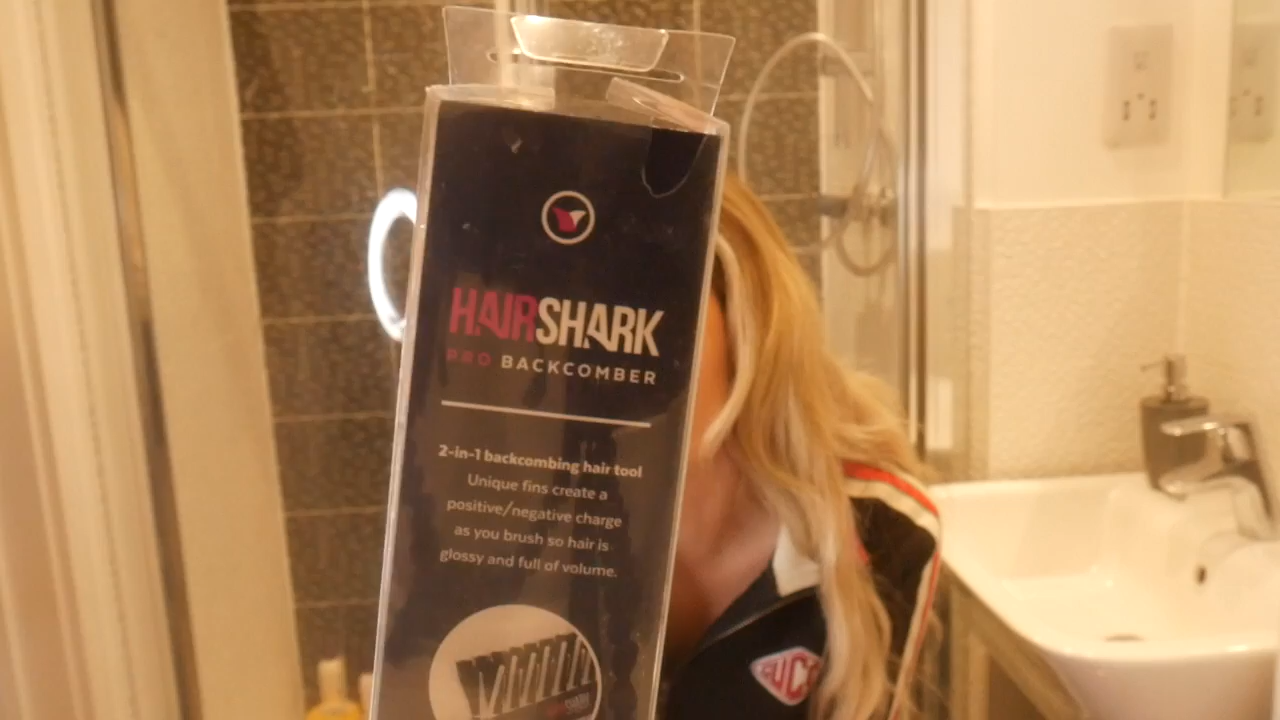 HAIRSHARK
PRO BACKCOMBER
2-in-1 backcombing hair tool
Unique fins create a
positive/negative charge
as you brush so hair is
glossy and full of volume.
SHARK